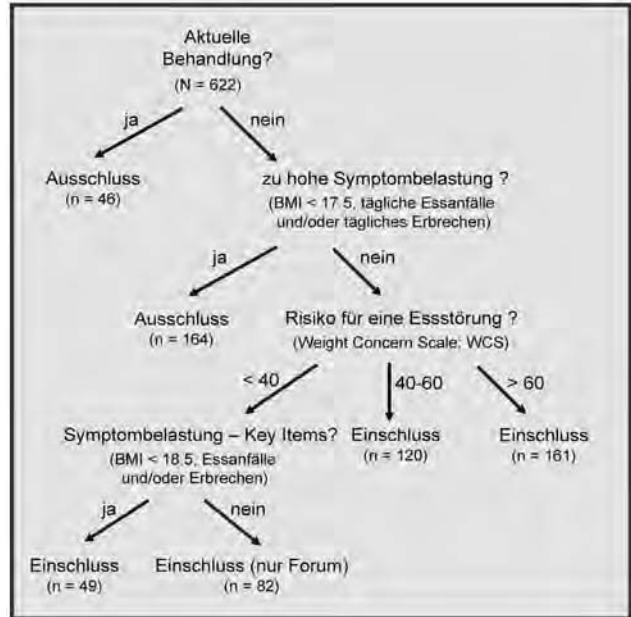 Aktuelle
Behandlung?
(N = 622)
ja
nein
Ausschluss
(n = 46)
zu hohe Symptombelastung ?
(BMI < 17.5, tägliche Essanfälle
und/oder tägliches Erbrechen)
ja
nein
Ausschluss
(n = 164)
Risiko für eine Essstörung ?
(Weight Concern Scale; WCS)
< 40
40-60
> 60
Symptombelastung – Key Items?
(BMI < 18.5, Essanfälle
und/oder Erbrechen)
Einschluss
(n = 120)
Einschluss
(n = 161)
ja
nein
Einschluss
(n = 49)
Einschluss (nur Forum)
(n = 82)